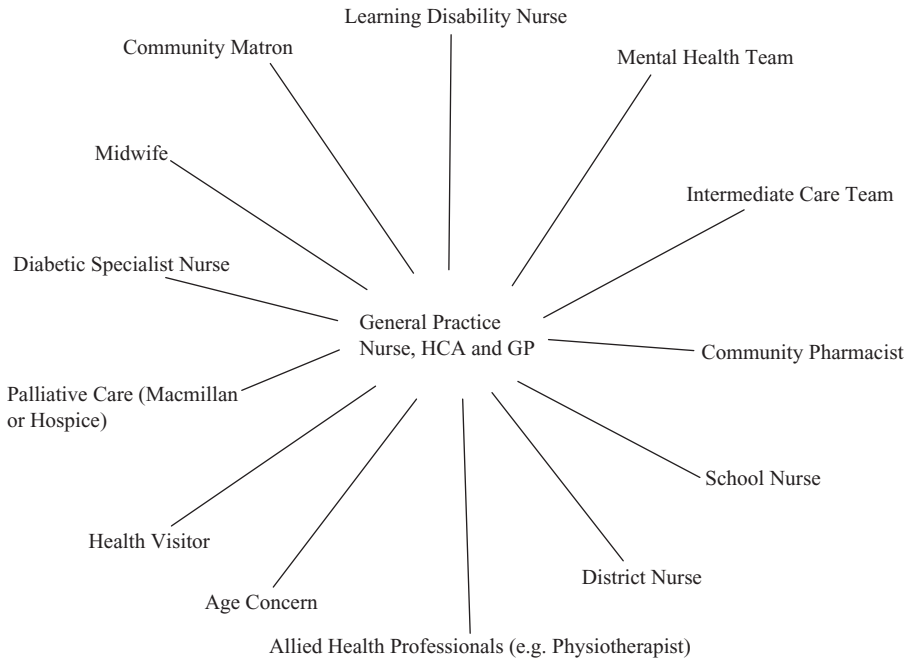 Learning Disability Nurse
Community Matron
Mental Health Team
Midwife
Intermediate Care Team
Diabetic Specialist Nurse
General Practice
Nurse, HCA and GP
Community Pharmacist
Palliative Care (Macmillan
or Hospice)
School Nurse
Health Visitor
District Nurse
Age Concern
Allied Health Professionals (e.g. Physiotherapist)